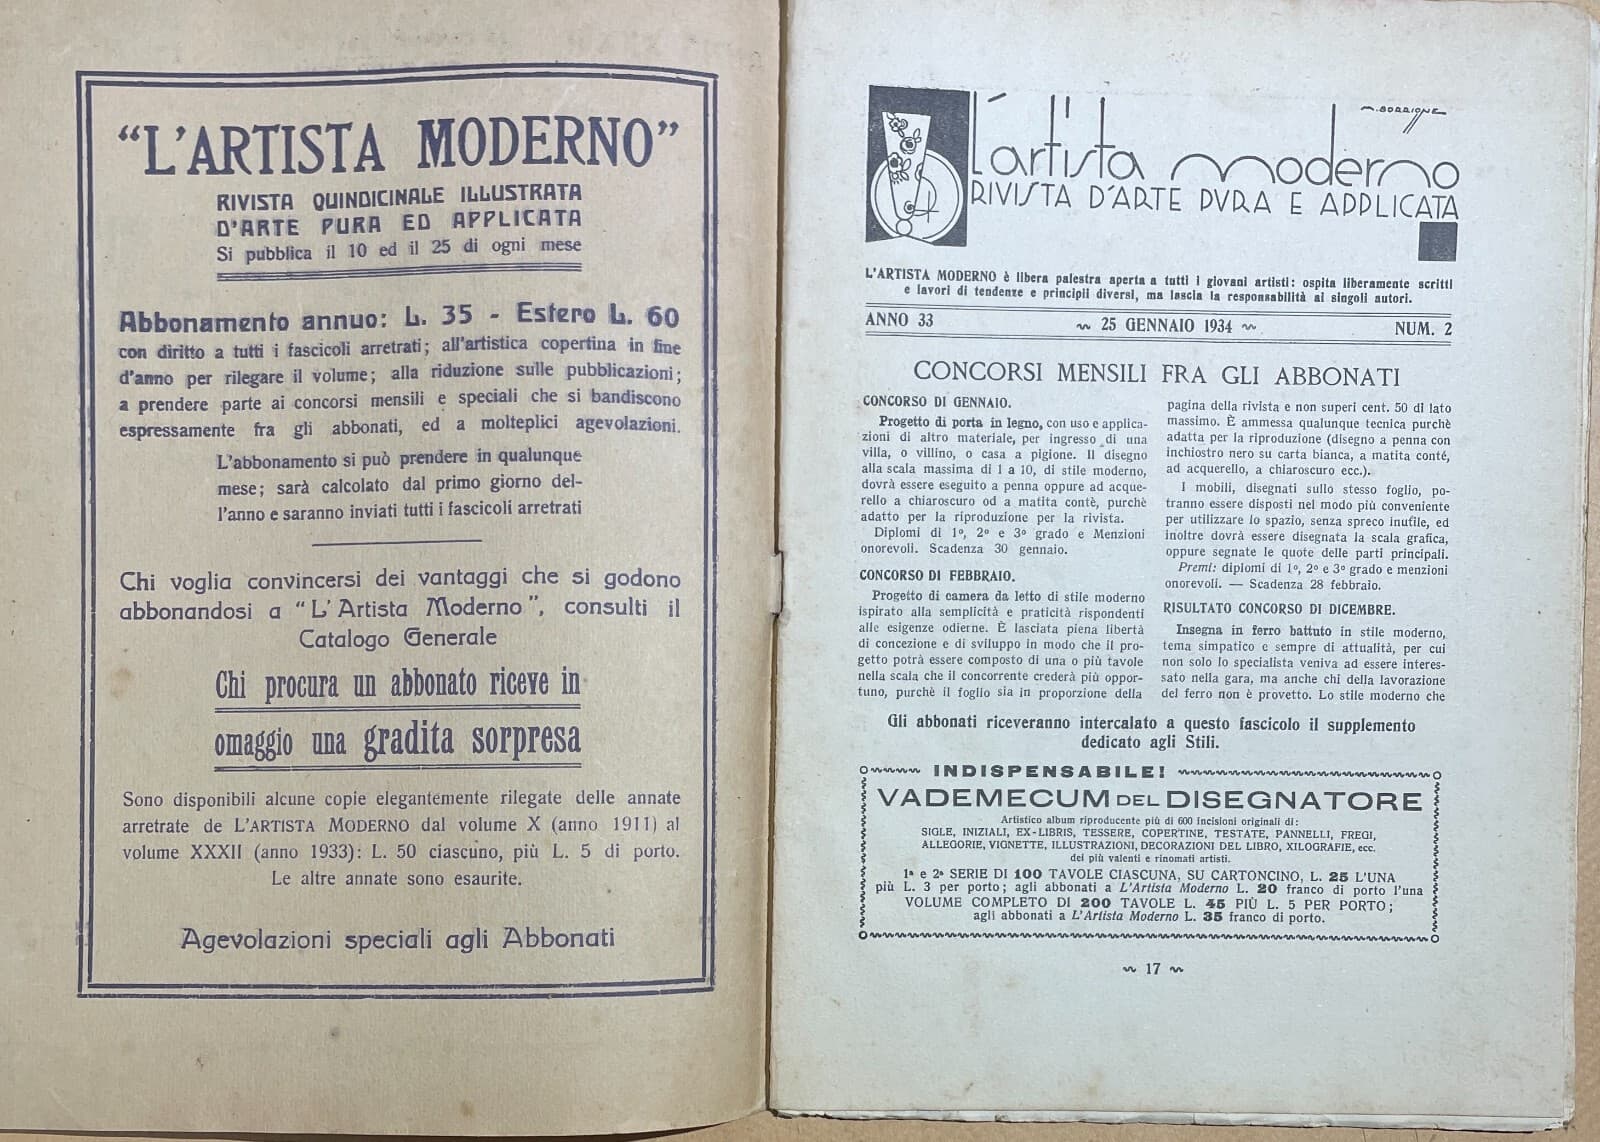 “L’ARTISTA MODERNO”
RIVISTA QUINDICINALE ILLUSTRATA
D'ARTE PURA ED APPLICATA
Si pubblica il 10 ed il 25 di ogni mese
Abbonamento annuo: L. 35 - Estero L. 60
con diritto a tutti i fascicoli arretrati; all'artistica copertina in fine
d'anno per rilegare il volume; alla riduzione sulle pubblicazioni;
a prendere parte ai concorsi mensili e speciali che si bandiscono
espressamente fra gli abbonati, ed a molteplici agevolazioni.
L'abbonamento si può prendere in qualunque
mese; sarà calcolato dal primo giorno del-
l'anno e saranno inviati tutti i fascicoli arretrati
Chi voglia convincersi dei vantaggi che si godono
abbonandosi a “L'Artista Moderno”, consulti il
Catalogo Generale
Chi procura un abbonato riceve in
omaggio una gradita sorpresa
Sono disponibili alcune copie elegantemente rilegate delle annate
arretrate de L'ARTISTA MODERNO dal volume X (anno 1911) al
volume XXXII (anno 1933): L. 50 ciascuno, più L. 5 di porto.
Le altre annate sono esaurite.
Agevolazioni speciali agli Abbonati
M. BORRIONE
L'artista moderno
RIVISTA D'ARTE PVRA E APPLICATA
L'ARTISTA MODERNO è libera palestra aperta a tutti i giovani artisti: ospita liberamente scritti
e lavori di tendenze e principii diversi, ma lascia la responsabilità ai singoli autori.
ANNO 33 ~ 25 GENNAIO 1934 ~ NUM. 2
CONCORSI MENSILI FRA GLI ABBONATI
CONCORSO DI GENNAIO.
Progetto di porta in legno, con uso e applica-
zioni di altro materiale, per ingresso di una
villa, o villino, o casa a pigione. Il disegno
alla scala massima di 1 a 10, di stile moderno,
dovrà essere eseguito a penna oppure ad acque-
rello a chiaroscuro od a matita contè, purchè
adatto per la riproduzione per la rivista.
Diplomi di 1º, 2º e 3º grado e Menzioni
onorevoli. Scadenza 30 gennaio.
CONCORSO DI FEBBRAIO.
Progetto di camera da letto di stile moderno
ispirato alla semplicità e praticità rispondenti
alle esigenze odierne. È lasciata piena libertà
di concezione e di sviluppo in modo che il pro-
getto potrà essere composto di una o più tavole
nella scala che il concorrente crederà più oppor-
tuno, purchè il foglio sia in proporzione della
pagina della rivista e non superi cent. 50 di lato
massimo. È ammessa qualunque tecnica purchè
adatta per la riproduzione (disegno a penna con
inchiostro nero su carta bianca, a matita conté,
ad acquerello, a chiaroscuro ecc.).
I mobili, disegnati sullo stesso foglio, po-
tranno essere disposti nel modo più conveniente
per utilizzare lo spazio, senza spreco inutile, ed
inoltre dovrà essere disegnata la scala grafica,
oppure segnate le quote delle parti principali.
Premi: diplomi di 1º, 2º e 3º grado e menzioni
onorevoli. — Scadenza 28 febbraio.
RISULTATO CONCORSO DI DICEMBRE.
Insegna in ferro battuto in stile moderno,
tema simpatico e sempre di attualità, per cui
non solo lo specialista veniva ad essere interes-
sato nella gara, ma anche chi della lavorazione
del ferro non è provetto. Lo stile moderno che
Gli abbonati riceveranno intercalato a questo fascicolo il supplemento
dedicato agli Stili.
INDISPENSABILE!
VADEMECUM DEL DISEGNATORE
Artistico album riproducente più di 600 incisioni originali di:
SIGLE, INIZIALI, EX-LIBRIS, TESSERE, COPERTINE, TESTATE, PANNELLI, FREGI,
ALLEGORIE, VIGNETTE, ILLUSTRAZIONI, DECORAZIONI DEL LIBRO, XILOGRAFIE, ecc.
dei più valenti e rinomati artisti.
1ª e 2ª SERIE DI 100 TAVOLE CIASCUNA, SU CARTONCINO, L. 25 L'UNA
più L. 3 per porto; agli abbonati a L'Artista Moderno L. 20 franco di porto l'una
VOLUME COMPLETO DI 200 TAVOLE L. 45 PIÙ L. 5 PER PORTO;
agli abbonati a L'Artista Moderno L. 35 franco di porto.
~ 17 ~